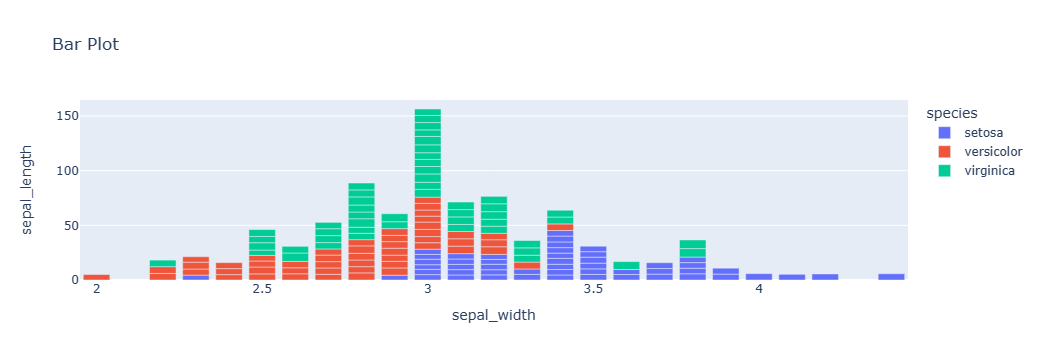 Bar Plot
species
setosa
versicolor
virginica
sepal_length
150
100
50
0
2
2.5
3
3.5
4
sepal_width